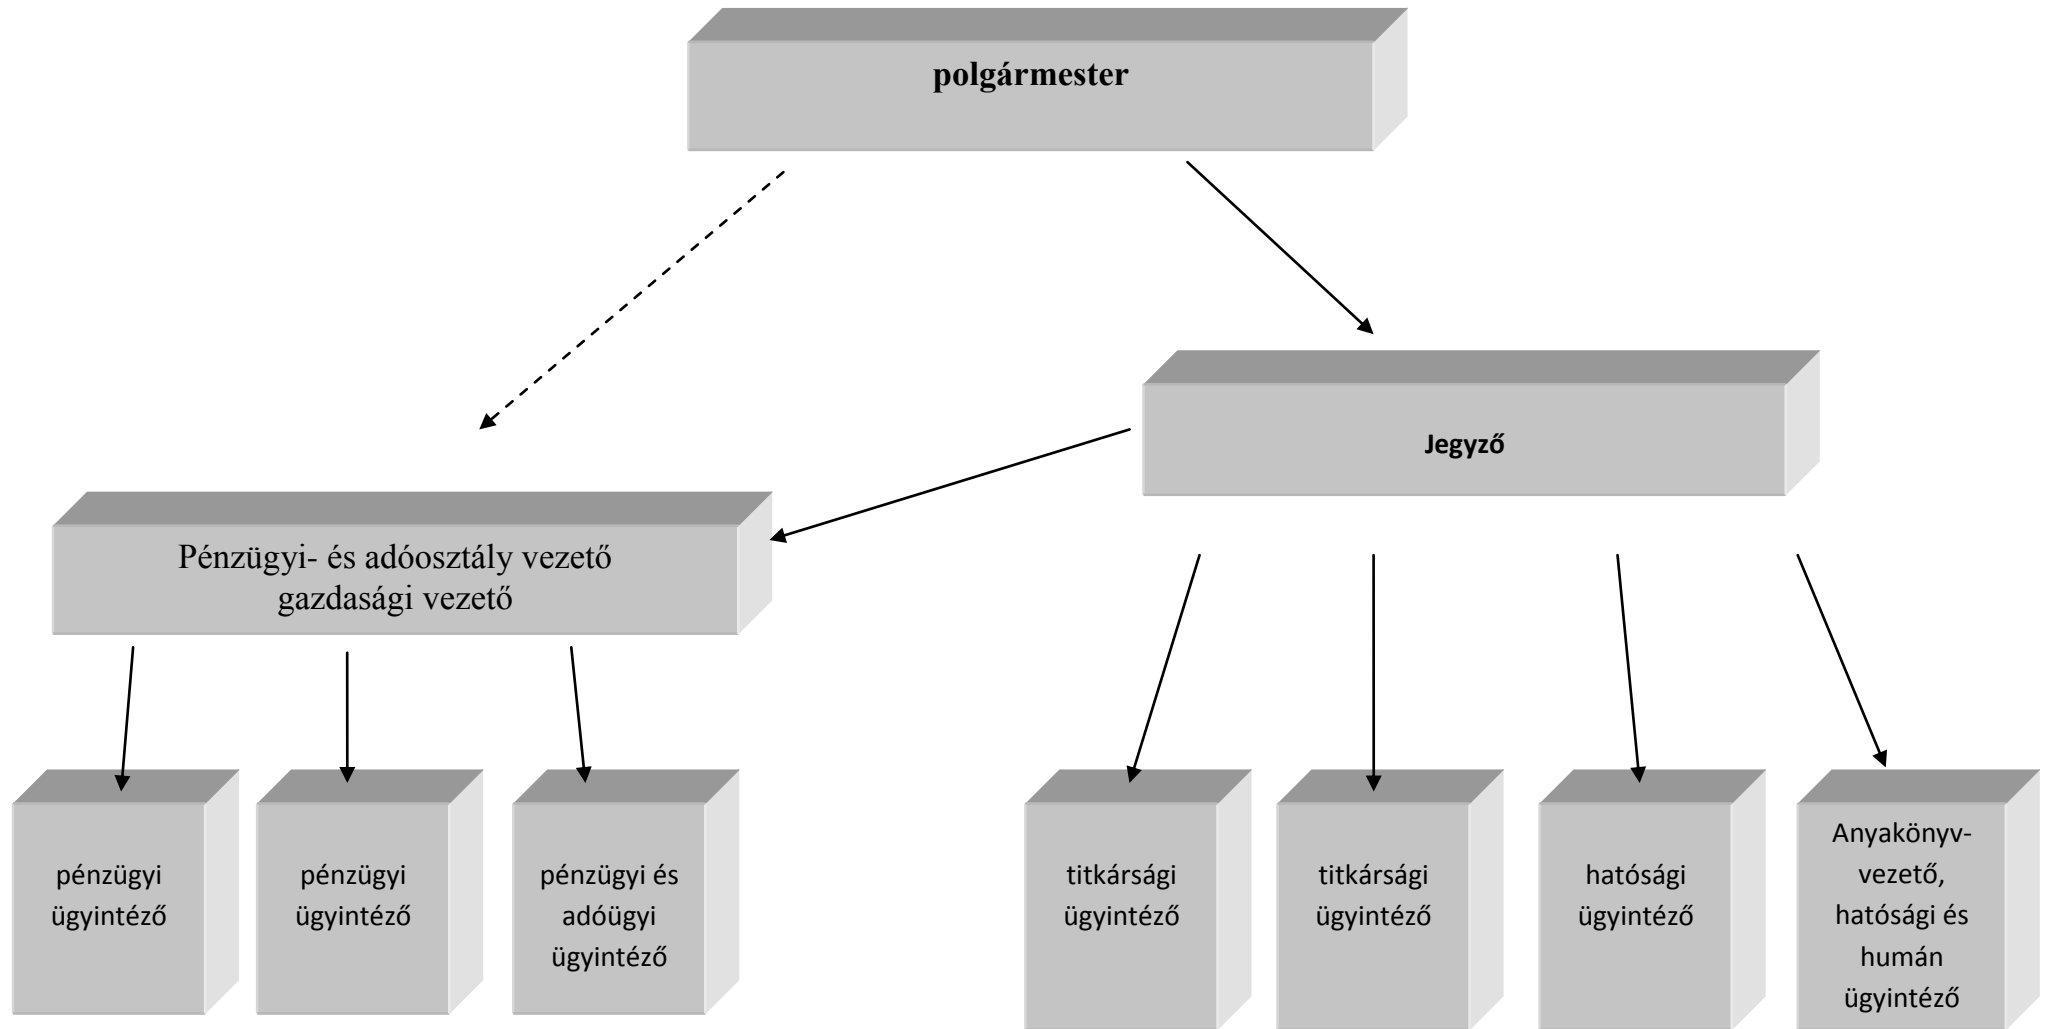 polgármester
Jegyző
Pénzügyi- és adóosztály vezető
gazdasági vezető
pénzügyi
ügyintéző
pénzügyi
ügyintéző
pénzügyi és
adóügyi
ügyintéző
titkársági
ügyintéző
titkársági
ügyintéző
hatósági
ügyintéző
Anyakönyv-
vezető,
hatósági és
humán
ügyintéző